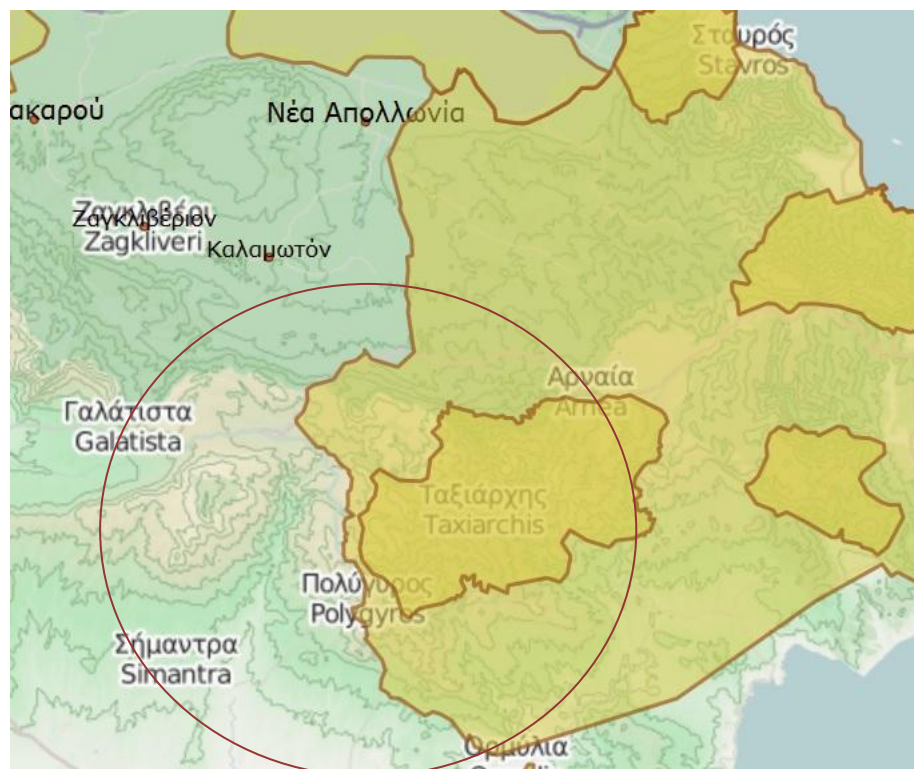 Σταυρός
Stavros
ακαρού
Νέα Απολλωνία
Ζαγκλιβέρι
Ζαγκλιβέριον
Zagkliveri
Καλαμωτόν
Αρναία
Arnea
Γαλάτιστα
Galatista
Ταξιάρχης
Taxiarchis
Πολύγυρος
Polygyros
Σήμαντρα
Simantra
Ορμύλια